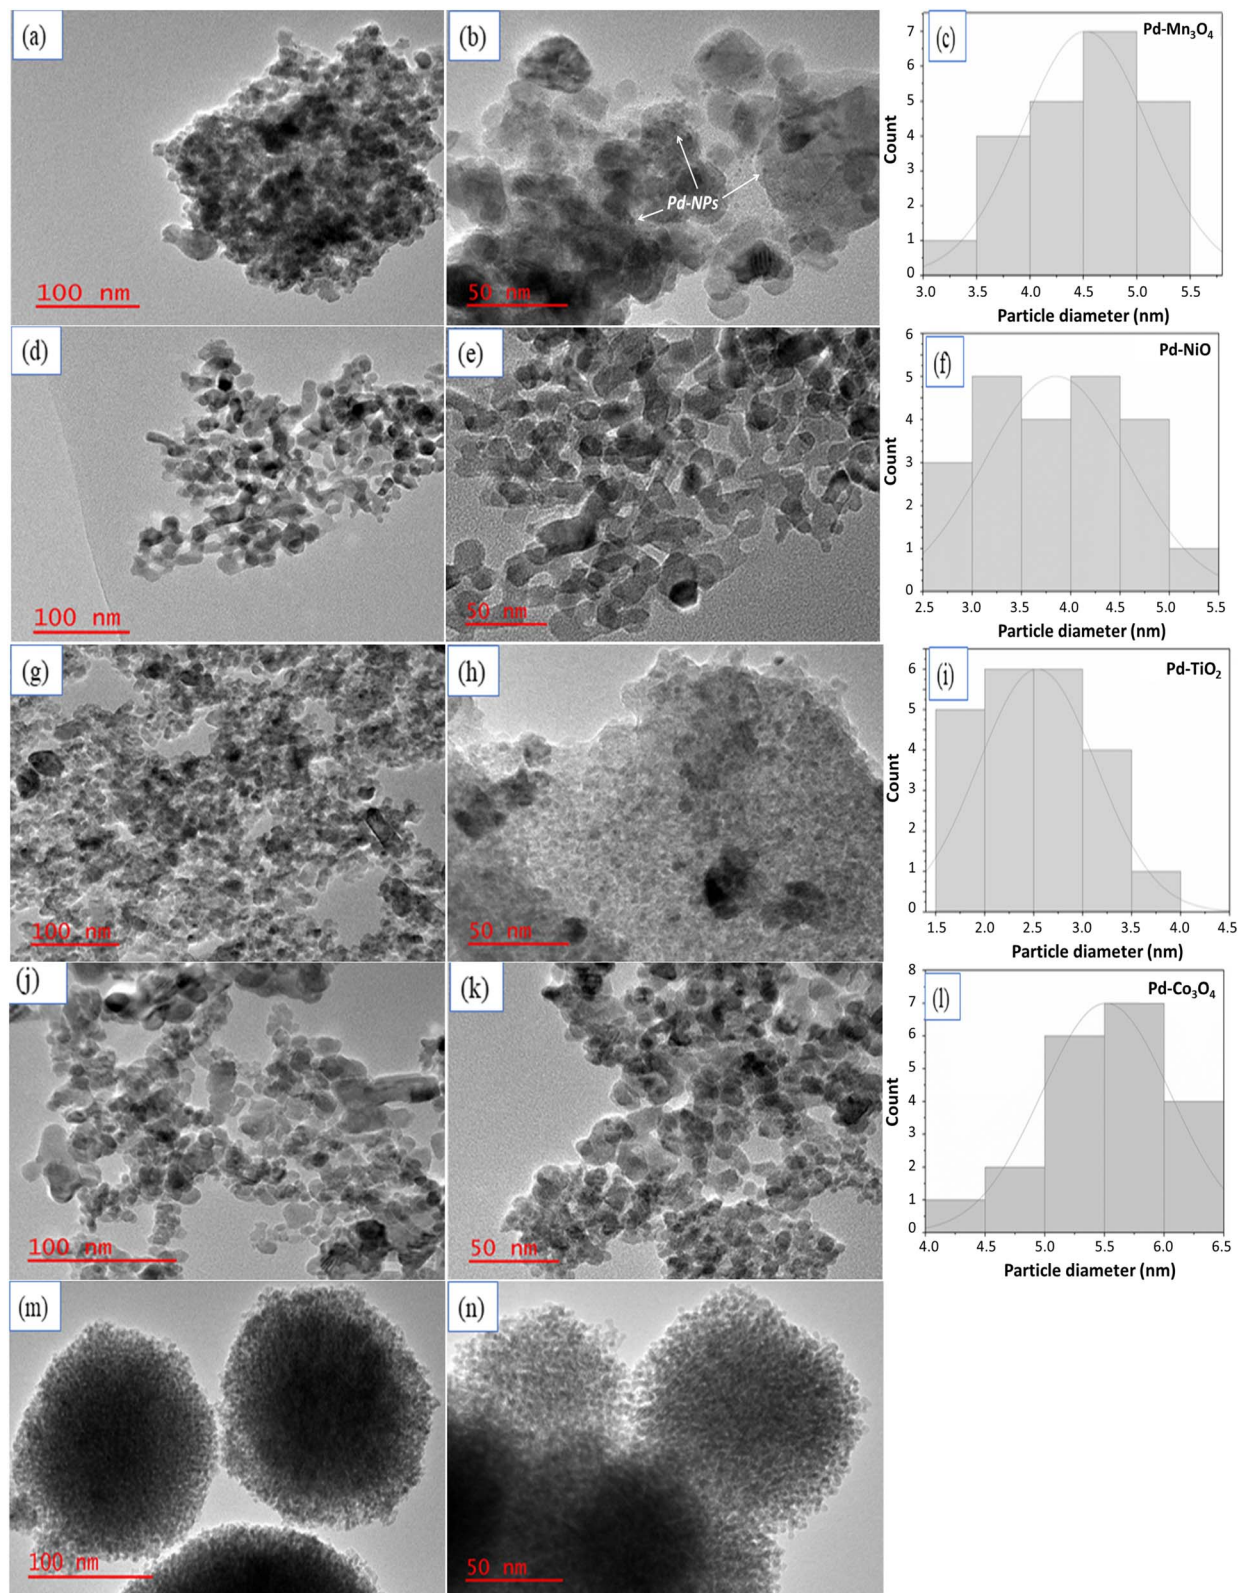 (a)
100 nm
(b)
Pd-NPs
50 nm
(c)
Pd-Mn₃O₄
Count
7
6
5
4
3
2
1
0
3.0 3.5 4.0 4.5 5.0 5.5
Particle diameter (nm)
(d)
100 nm
(e)
50 nm
(f)
Pd-NiO
Count
6
5
4
3
2
1
0
2.5 3.0 3.5 4.0 4.5 5.0 5.5
Particle diameter (nm)
(g)
100 nm
(h)
50 nm
(i)
Pd-TiO₂
Count
6
5
4
3
2
1
0
1.5 2.0 2.5 3.0 3.5 4.0 4.5
Particle diameter (nm)
(j)
100 nm
(k)
50 nm
(l)
Pd-Co₃O₄
Count
8
7
6
5
4
3
2
1
0
4.0 4.5 5.0 5.5 6.0 6.5
Particle diameter (nm)
(m)
100 nm
(n)
50 nm